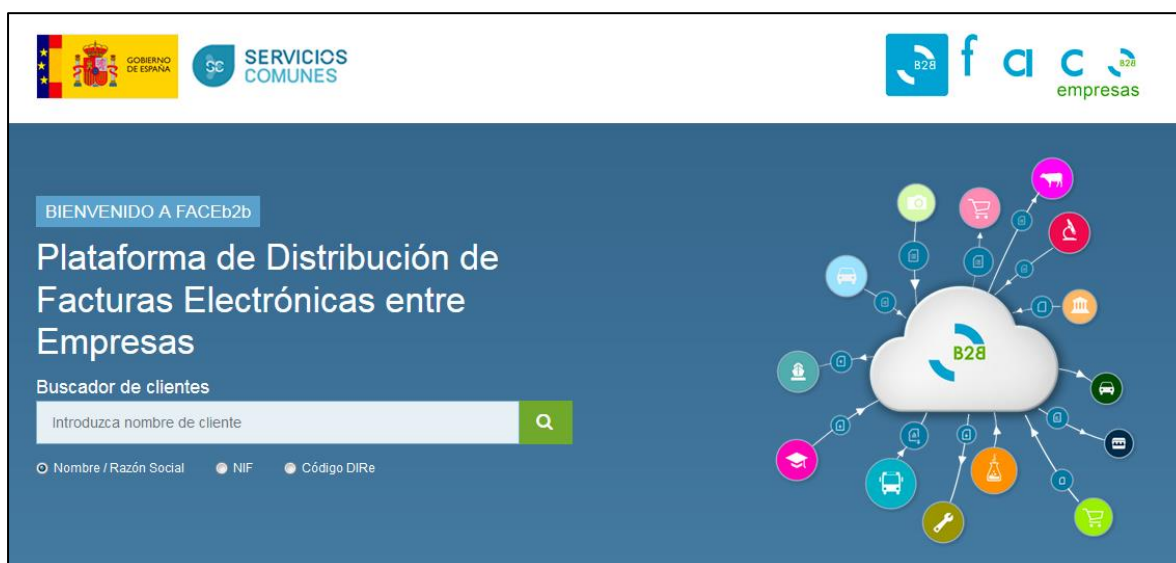 GOBIERNO
DE ESPAÑA
sc
SERVICIOS
COMUNES
B2B
f a c B2B
empresas
BIENVENIDO A FACEb2b
Plataforma de Distribución de
Facturas Electrónicas entre
Empresas
Buscador de clientes
Introduzca nombre de cliente
Nombre / Razón Social NIF Código DIRe
B2B